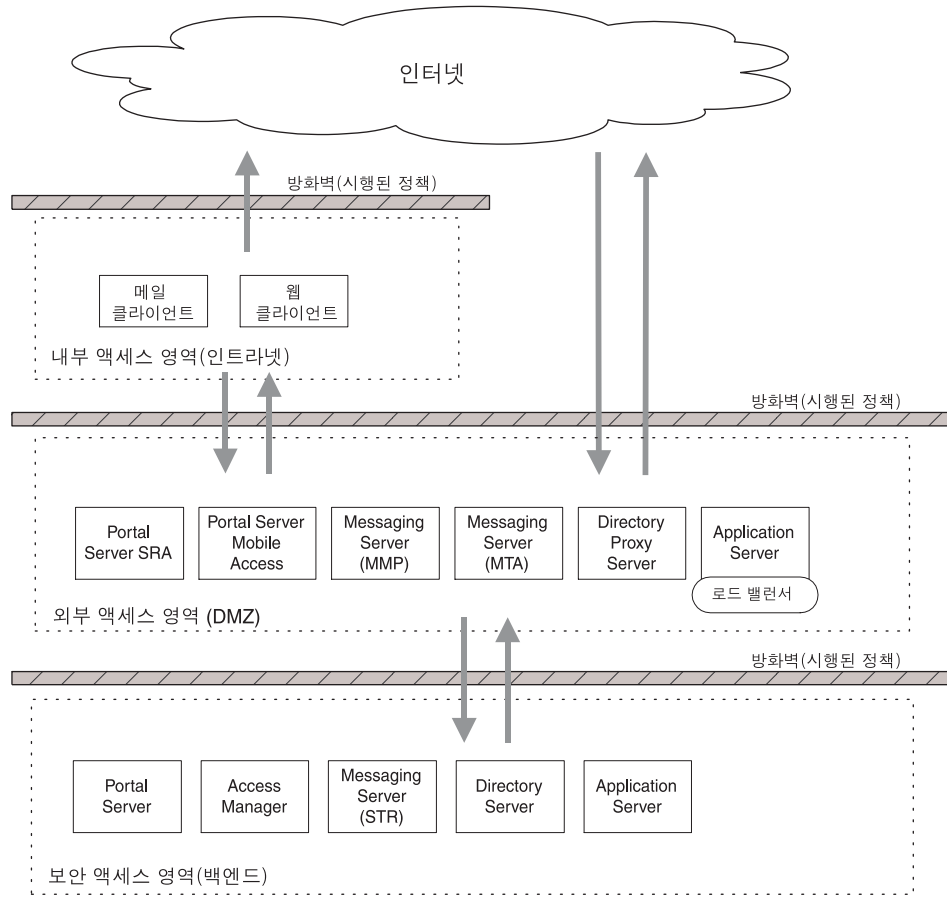 인터넷
방화벽(시행된 정책)
메일
클라이언트
웹
클라이언트
내부 액세스 영역(인트라넷)
방화벽(시행된 정책)
Portal
Server SRA
Portal Server
Mobile
Access
Messaging
Server
(MMP)
Messaging
Server
(MTA)
Directory
Proxy
Server
Application
Server
로드 밸런서
외부 액세스 영역 (DMZ)
방화벽(시행된 정책)
Portal
Server
Access
Manager
Messaging
Server
(STR)
Directory
Server
Application
Server
보안 액세스 영역(백엔드)